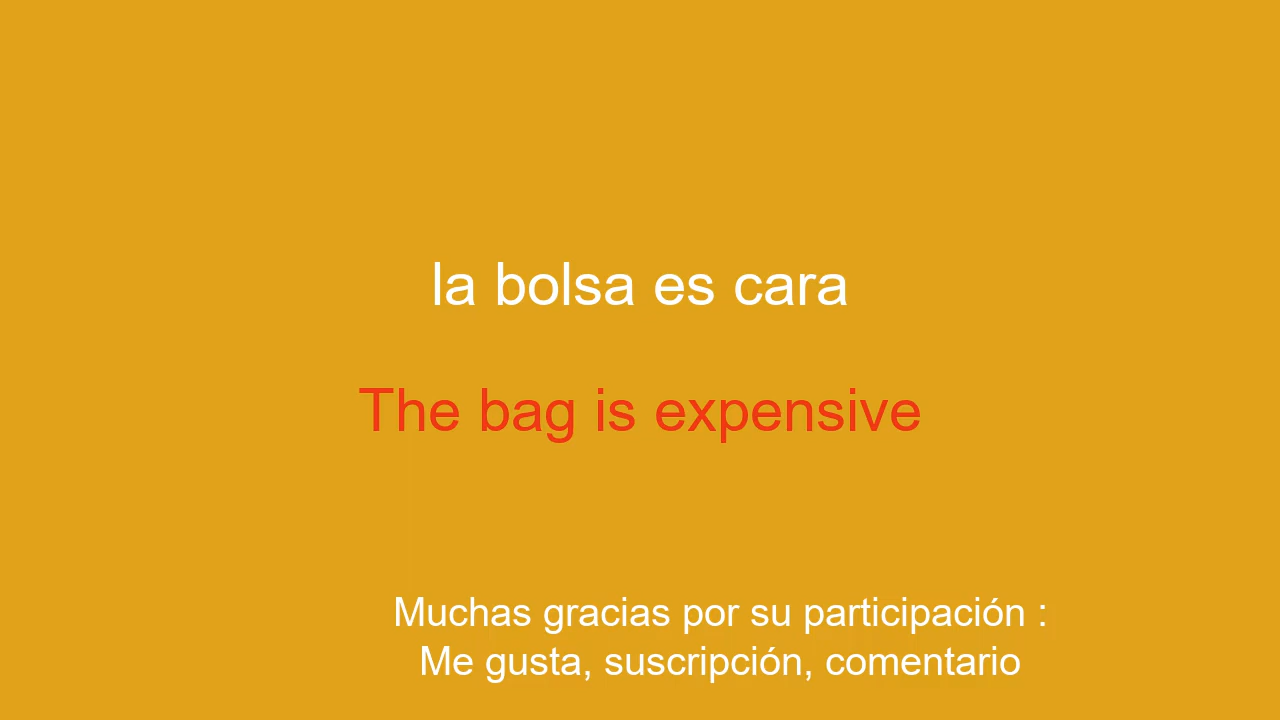 la bolsa es cara
The bag is expensive
Muchas gracias por su participación :
Me gusta, suscripción, comentario